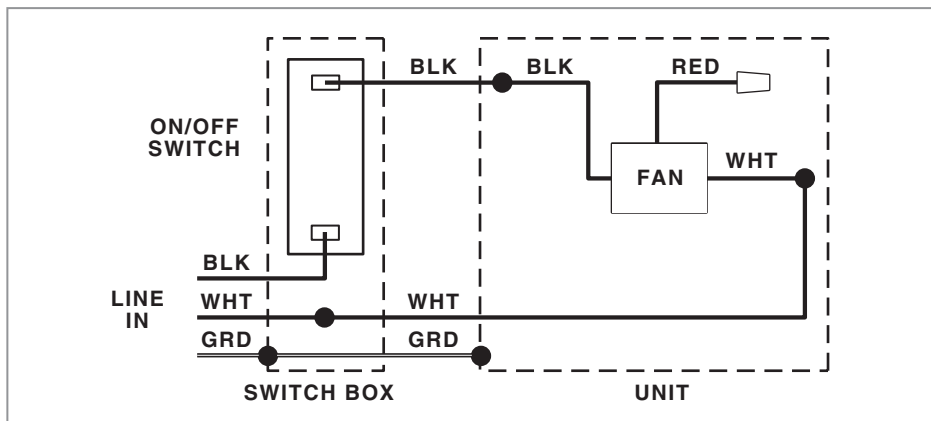 BLK
BLK
RED
ON/OFF
SWITCH
FAN
WHT
BLK
LINE
IN
WHT
WHT
GRD
GRD
SWITCH BOX
UNIT